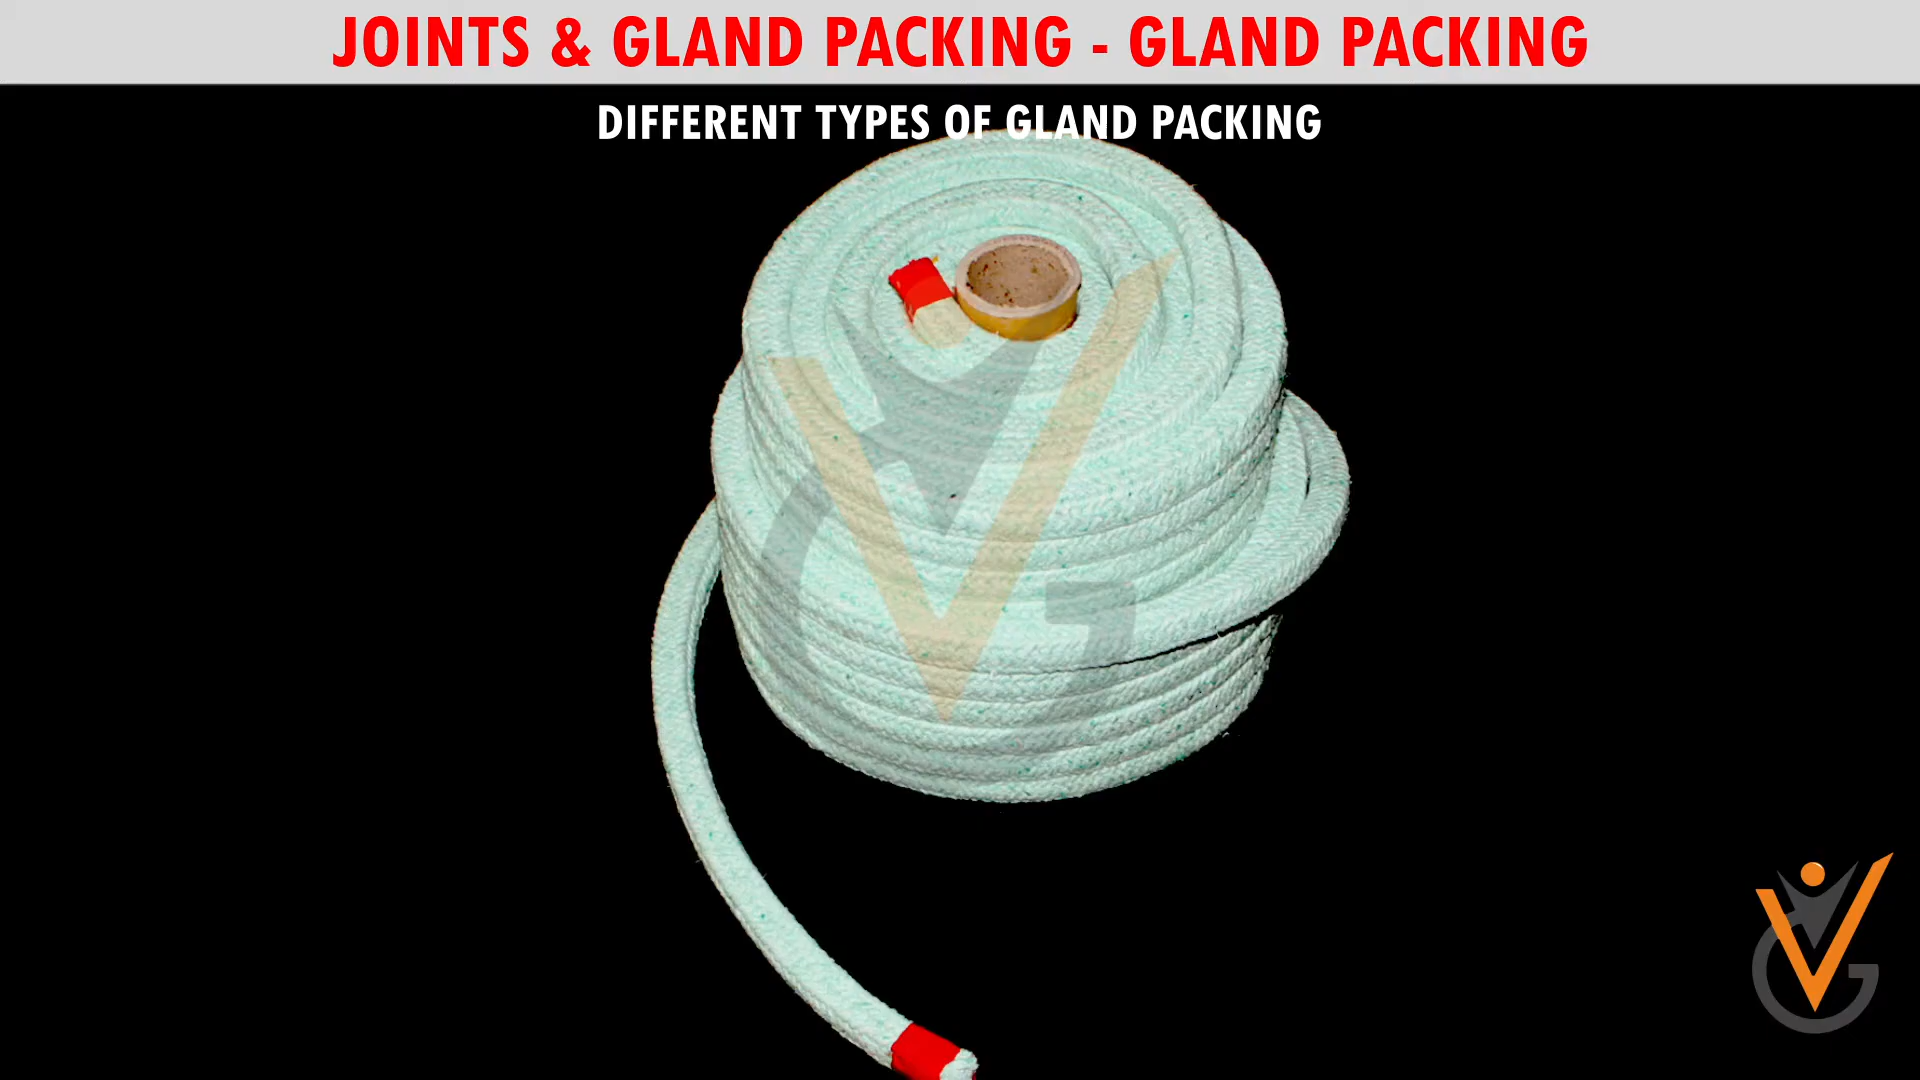 JOINTS & GLAND PACKING - GLAND PACKING
DIFFERENT TYPES OF GLAND PACKING